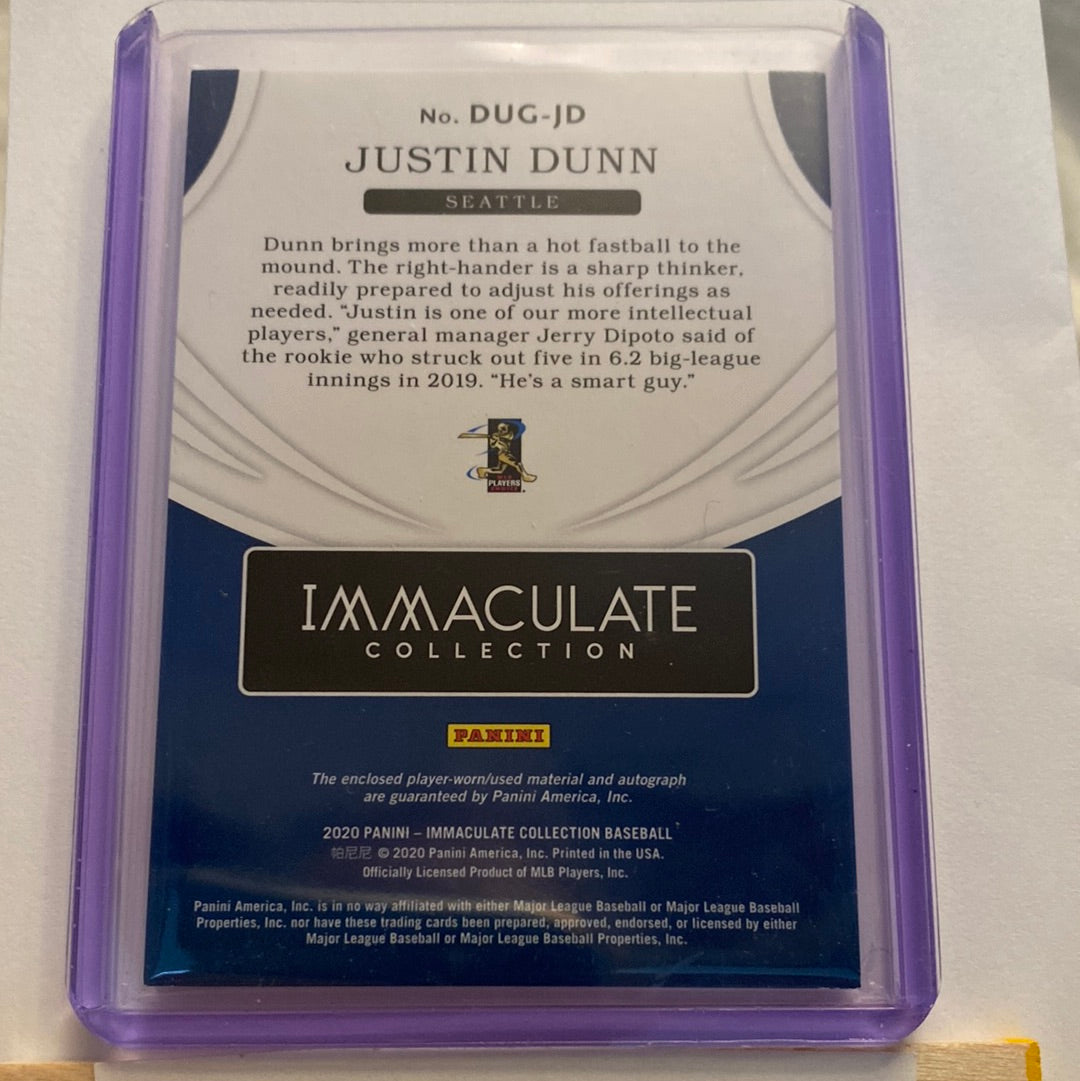 No. DUG-JD
JUSTIN DUNN
SEATTLE
Dunn brings more than a hot fastball to the
mound. The right-hander is a sharp thinker,
readily prepared to adjust his offerings as
needed. “Justin is one of our more intellectual
players,” general manager Jerry Dipoto said of
the rookie who struck out five in 6.2 big-league
innings in 2019. “He’s a smart guy.”
MLB
PLAYERS
CHOICE
IMMACULATE
COLLECTION
PANINI
The enclosed player-worn/used material and autograph
are guaranteed by Panini America, Inc.
2020 PANINI – IMMACULATE COLLECTION BASEBALL
帕尼尼 © 2020 Panini America, Inc. Printed in the USA.
Officially Licensed Product of MLB Players, Inc.
Panini America, Inc. is in no way affiliated with either Major League Baseball or Major League Baseball
Properties, Inc. nor have these trading cards been prepared, approved, endorsed, or licensed by either
Major League Baseball or Major League Baseball Properties, Inc.